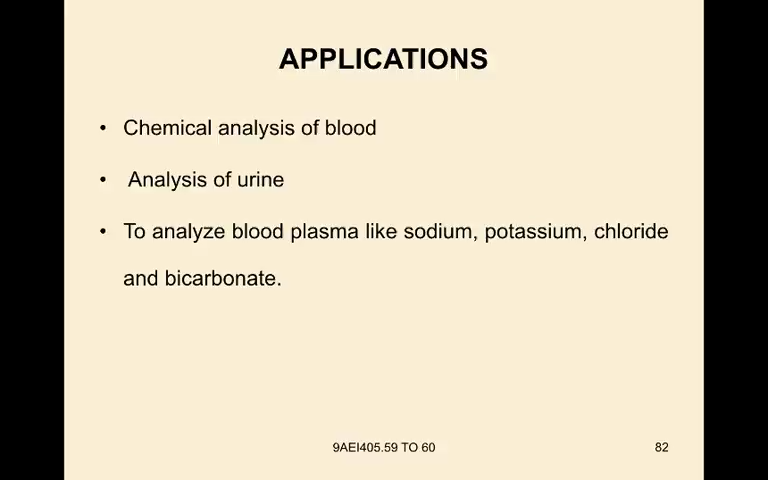 APPLICATIONS
• Chemical analysis of blood
• Analysis of urine
• To analyze blood plasma like sodium, potassium, chloride
and bicarbonate.
9AEI405.59 TO 60
82